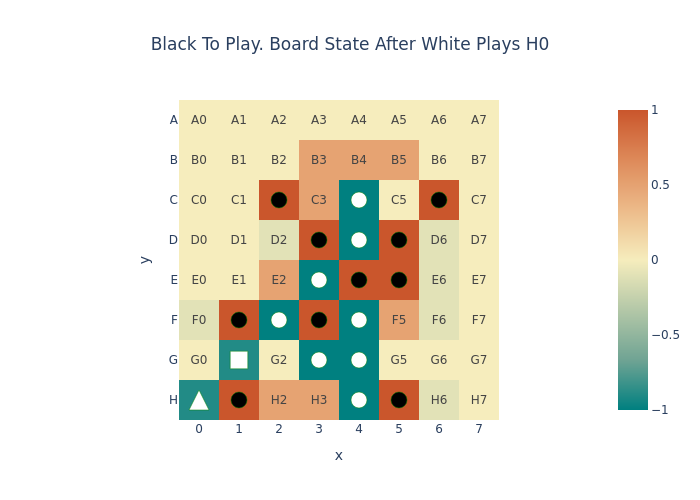 Black To Play. Board State After White Plays H0
A A0 A1 A2 A3 A4 A5 A6 A7
B B0 B1 B2 B3 B4 B5 B6 B7
C C0 C1 C3 C5 C7
D D0 D1 D2 D6 D7
E E0 E1 E2 E6 E7
F F0 F5 F6 F7
G G0 G2 G5 G6 G7
H H2 H3 H6 H7
0 1 2 3 4 5 6 7
x
y
1
0.5
0
−0.5
−1